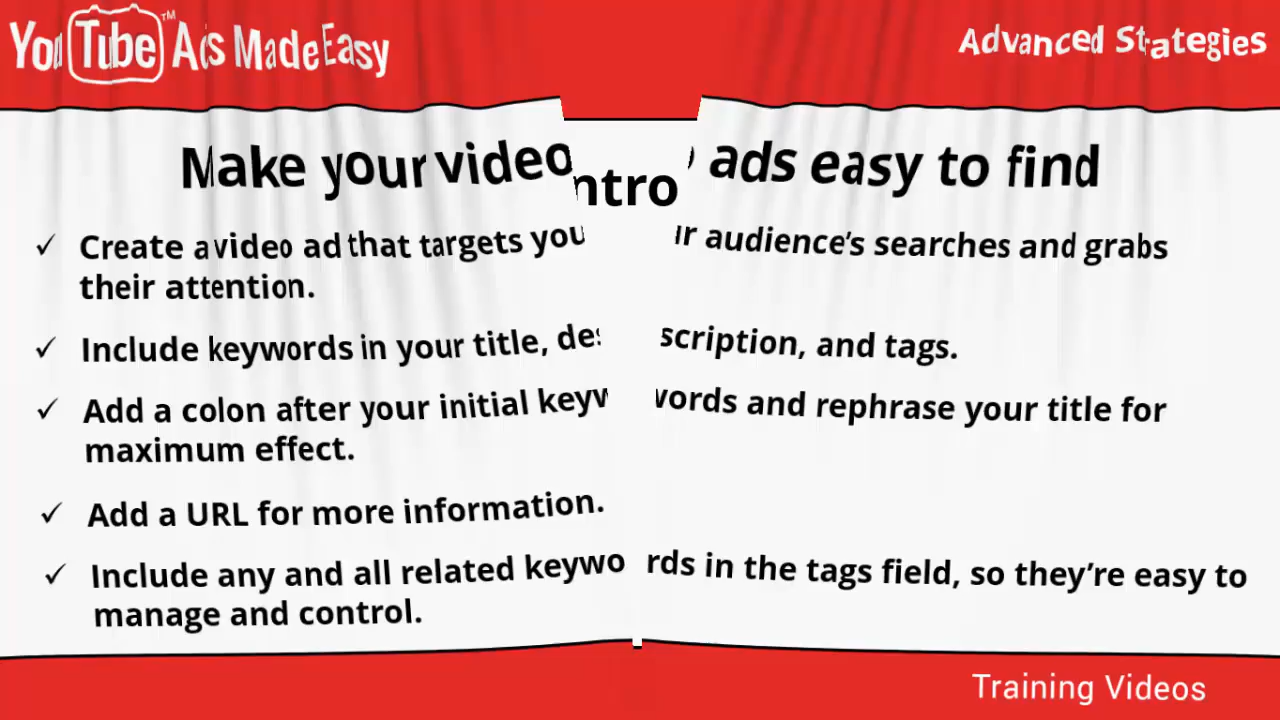 YouTube™ Ads Made Easy
Advanced Strategies
Make your video ads easy to find
ntro
✓ Create a video ad that targets your audience's searches and grabs
their attention.
✓ Include keywords in your title, description, and tags.
✓ Add a colon after your initial keywords and rephrase your title for
maximum effect.
✓ Add a URL for more information.
✓ Include any and all related keywords in the tags field, so they're easy to
manage and control.
Training Videos